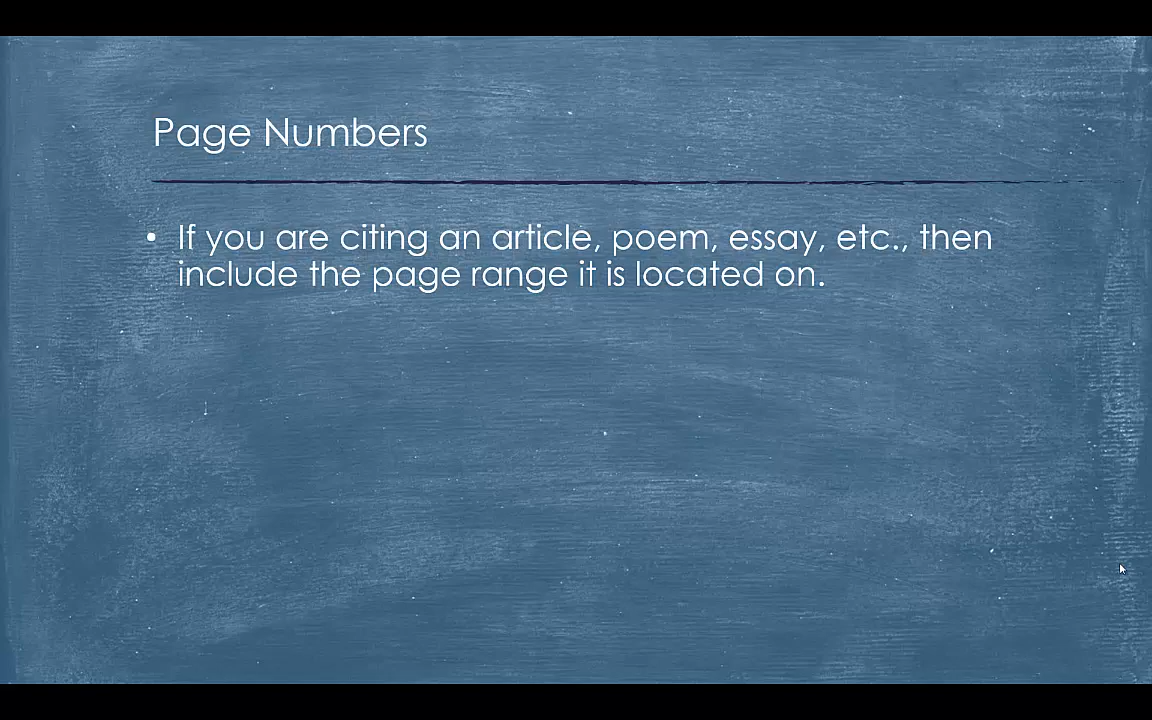 Page Numbers
• If you are citing an article, poem, essay, etc., then
include the page range it is located on.